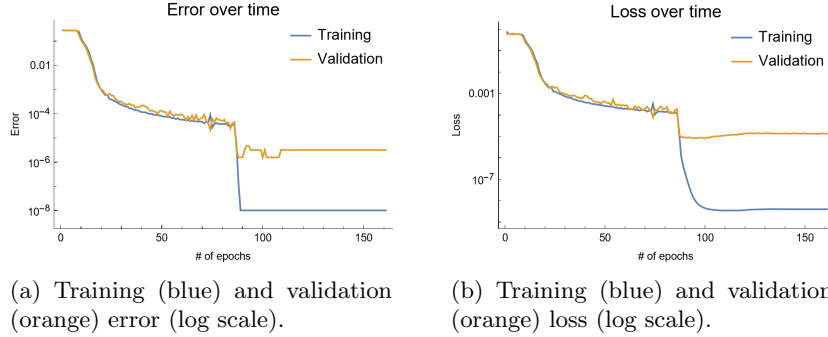 Error over time
Training
Validation
0.01
10⁻⁴
10⁻⁶
10⁻⁸
Error
0
50
100
150
# of epochs
(a) Training (blue) and validation
(orange) error (log scale).
Loss over time
Training
Validation
0.001
10⁻⁷
Loss
0
50
100
150
# of epochs
(b) Training (blue) and validation
(orange) loss (log scale).